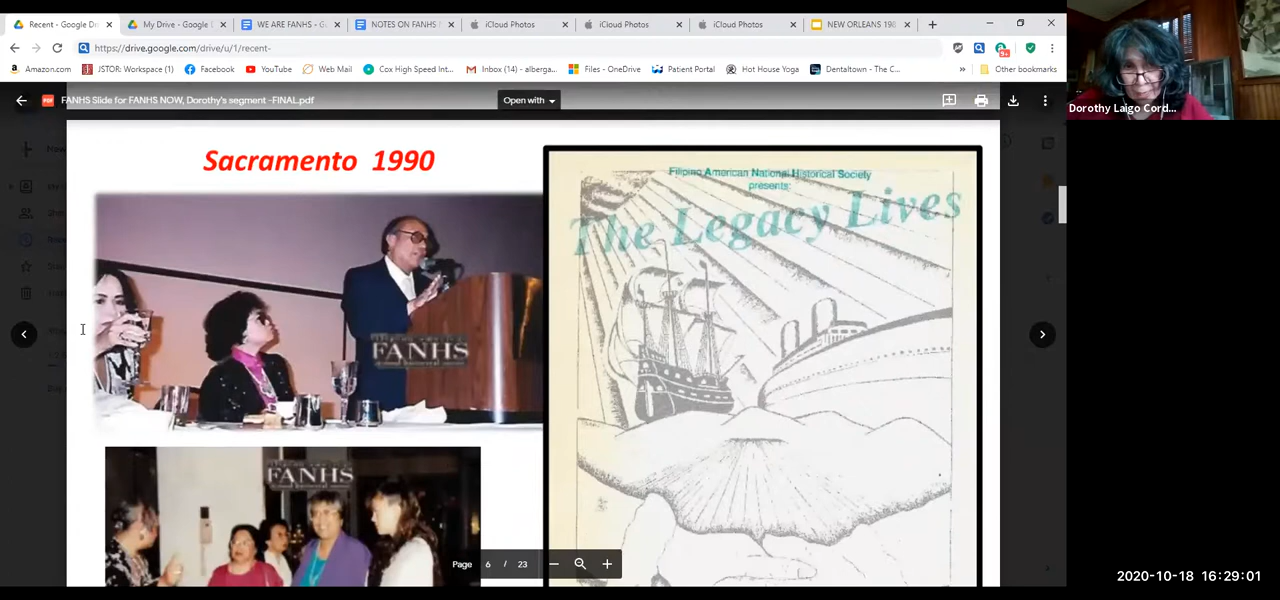 Recent - Google Dr
My Drive - Google
WE ARE FANHS - G
NOTES ON FANHS
iCloud Photos
iCloud Photos
iCloud Photos
NEW ORLEANS 198
https://drive.google.com/drive/u/1/recent-
Amazon.com
JSTOR: Workspace (1)
Facebook
YouTube
Web Mail
Cox High Speed Int...
Inbox (14) - alberga...
Files - OneDrive
Patient Portal
Hot House Yoga
Dentaltown - The C...
Other bookmarks
FANHS Slide for FANHS NOW, Dorothy's segment -FINAL.pdf
Open with
Dorothy Laigo Cord...
Sacramento 1990
Filipino American National Historical Society
presents:
The Legacy Lives
FANHS
FANHS
Page 6 / 23
2020-10-18 16:29:01